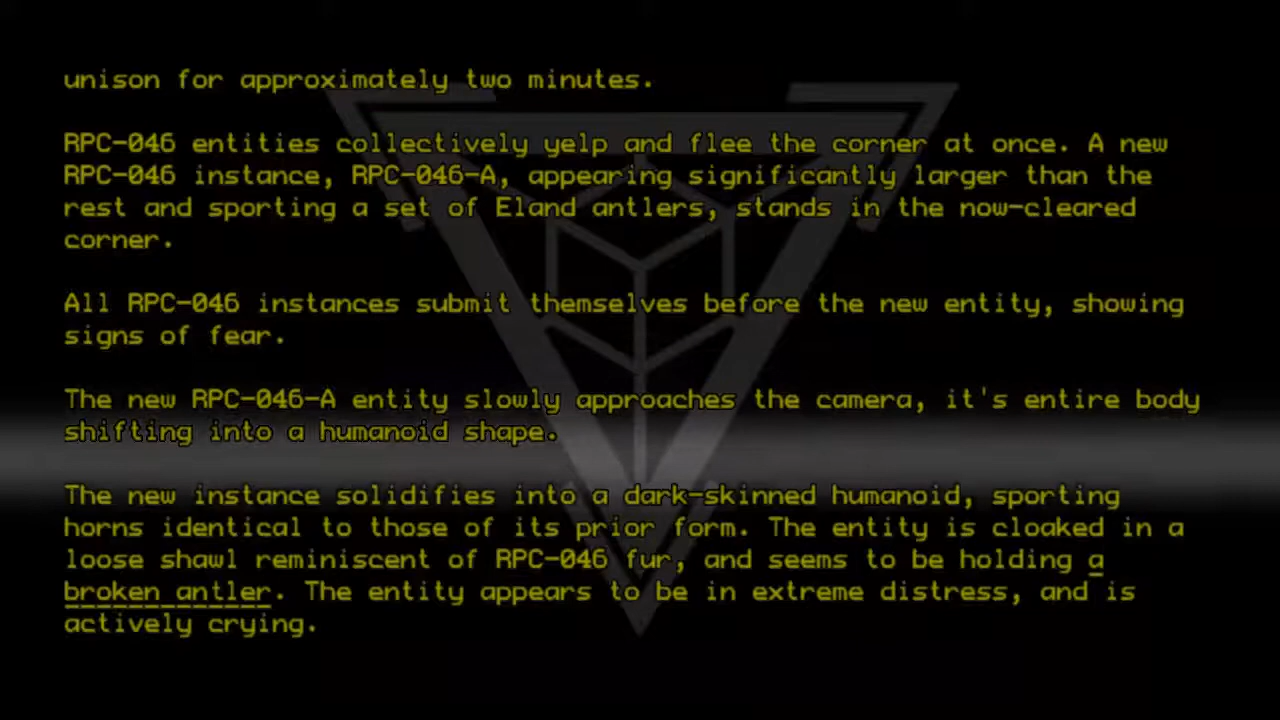 unison for approximately two minutes.
RPC-046 entities collectively yelp and flee the corner at once. A new
RPC-046 instance, RPC-046-A, appearing significantly larger than the
rest and sporting a set of Eland antlers, stands in the now-cleared
corner.
All RPC-046 instances submit themselves before the new entity, showing
signs of fear.
The new RPC-046-A entity slowly approaches the camera, it's entire body
shifting into a humanoid shape.
The new instance solidifies into a dark-skinned humanoid, sporting
horns identical to those of its prior form. The entity is cloaked in a
loose shawl reminiscent of RPC-046 fur, and seems to be holding a
broken antler. The entity appears to be in extreme distress, and is
actively crying.